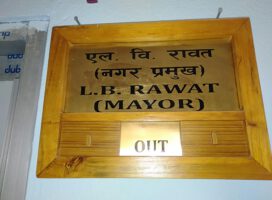 एल. वि. रावत
(नगर प्रमुख)
L.B. RAWAT
(MAYOR)
OUT